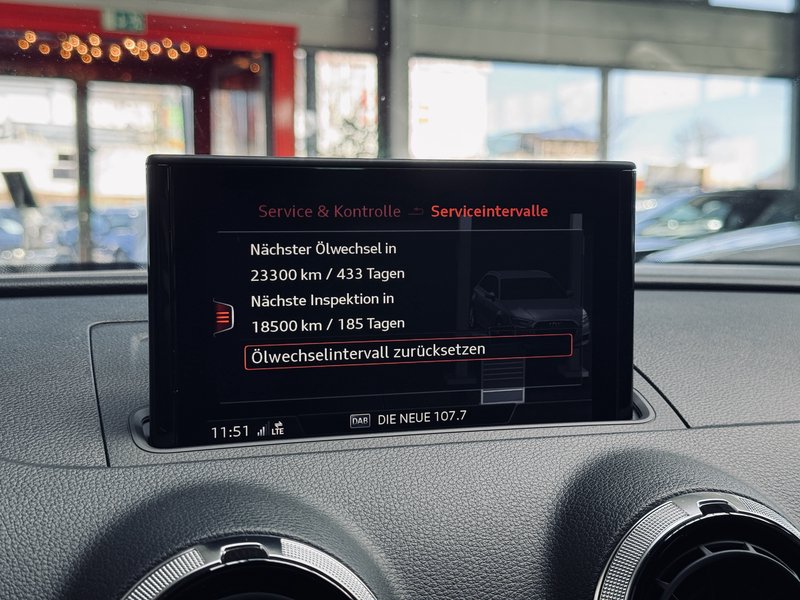 Service & Kontrolle Serviceintervalle
Nächster Ölwechsel in
23300 km / 433 Tagen
Nächste Inspektion in
18500 km / 185 Tagen
Ölwechselintervall zurücksetzen
11:51 LTE DAB DIE NEUE 107.7